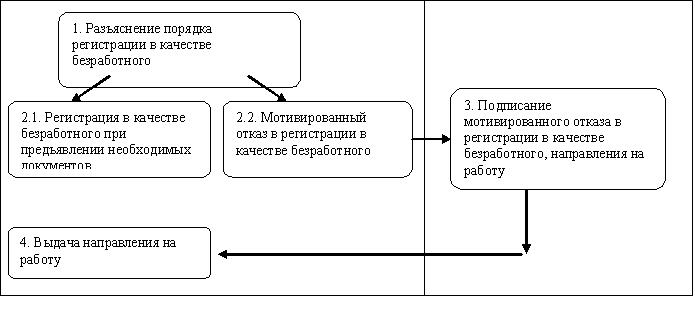 1. Разъяснение порядка
регистрации в качестве
безработного
2.1. Регистрация в качестве
безработного при
предъявлении необходимых
документов
2.2. Мотивированный
отказ в регистрации в
качестве безработного
3. Подписание
мотивированного отказа в
регистрации в качестве
безработного, направления на
работу
4. Выдача направления на
работу